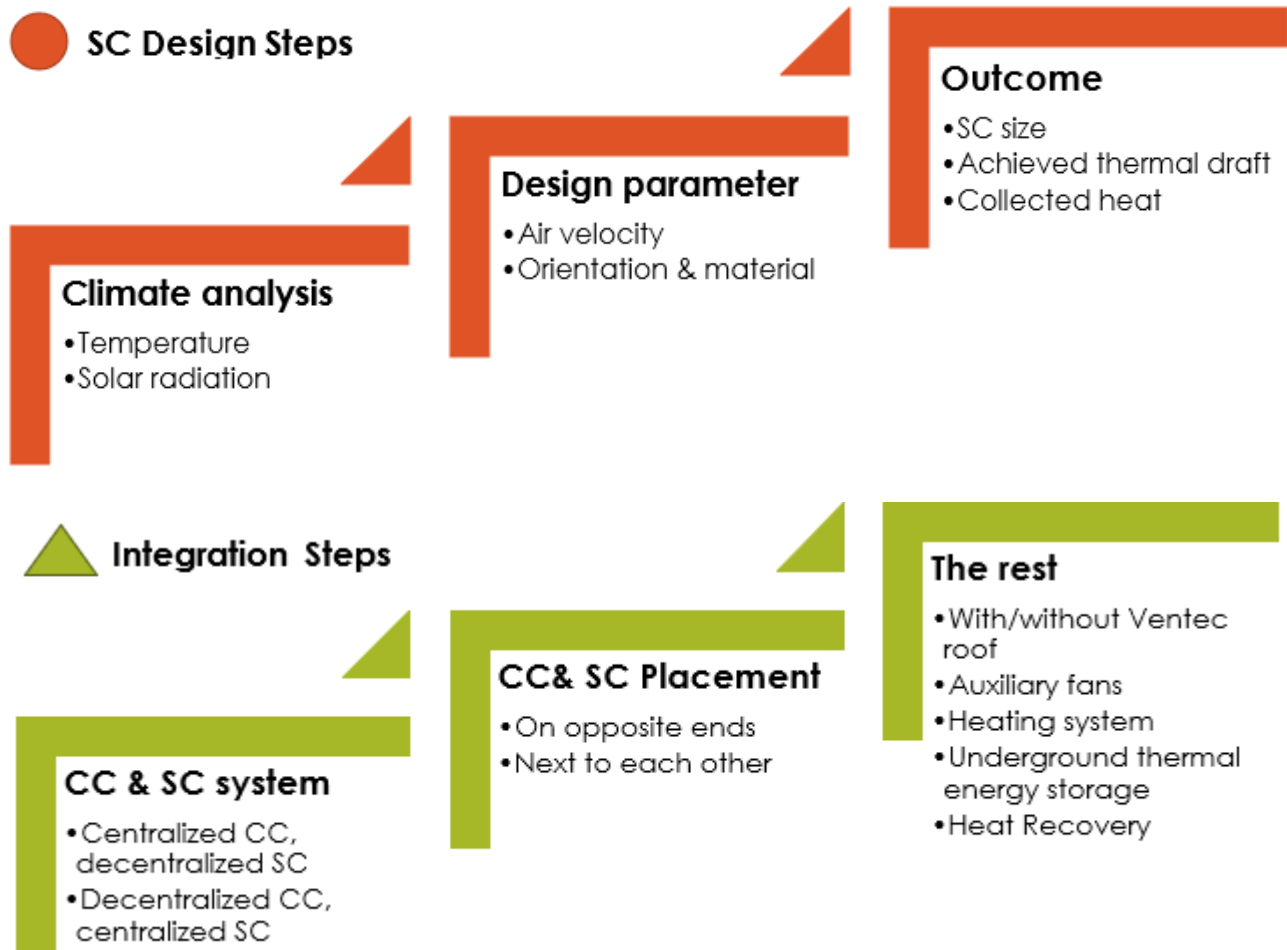 SC Design Steps
Outcome
•SC size
•Achieved thermal draft
•Collected heat
Design parameter
•Air velocity
•Orientation & material
Climate analysis
•Temperature
•Solar radiation
Integration Steps
The rest
•With/without Ventec
roof
•Auxiliary fans
•Heating system
•Underground thermal
energy storage
•Heat Recovery
CC& SC Placement
•On opposite ends
•Next to each other
CC & SC system
•Centralized CC,
decentralized SC
•Decentralized CC,
centralized SC